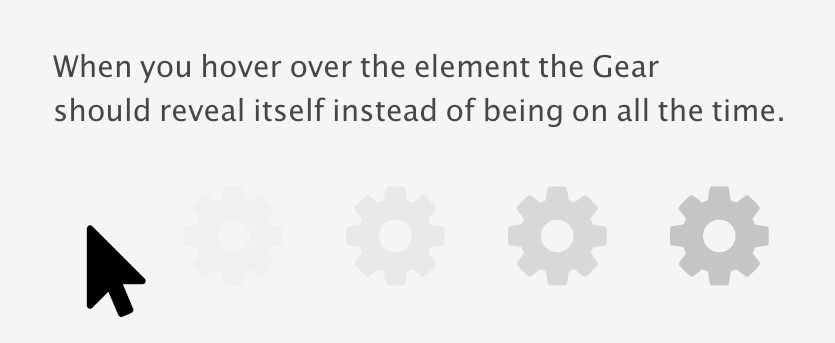 When you hover over the element the Gear
should reveal itself instead of being on all the time.